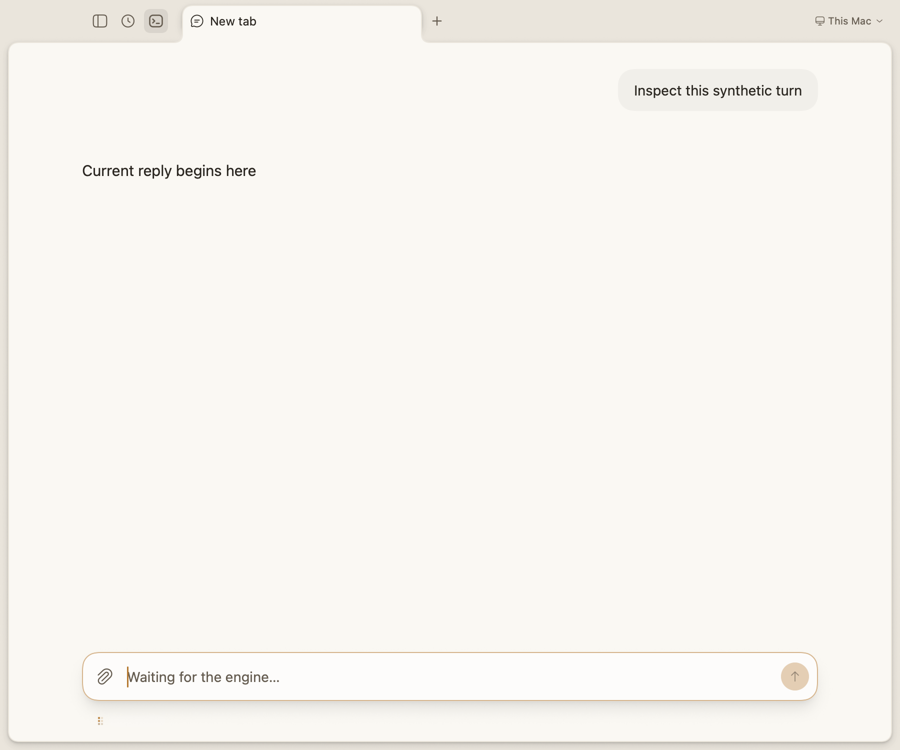 New tab
This Mac
Inspect this synthetic turn
Current reply begins here
Waiting for the engine...